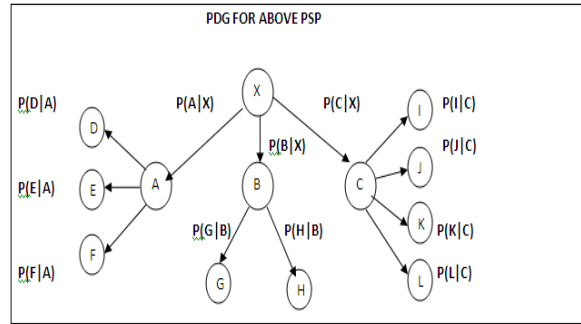 PDG FOR ABOVE PSP
X
P(D|A)
P(A|X)
P(C|X)
I
P(I|C)
D
P(B|X)
J
P(J|C)
P(E|A)
E
A
B
C
P(G|B)
P(H|B)
K
P(K|C)
F
P(F|A)
L
P(L|C)
G
H